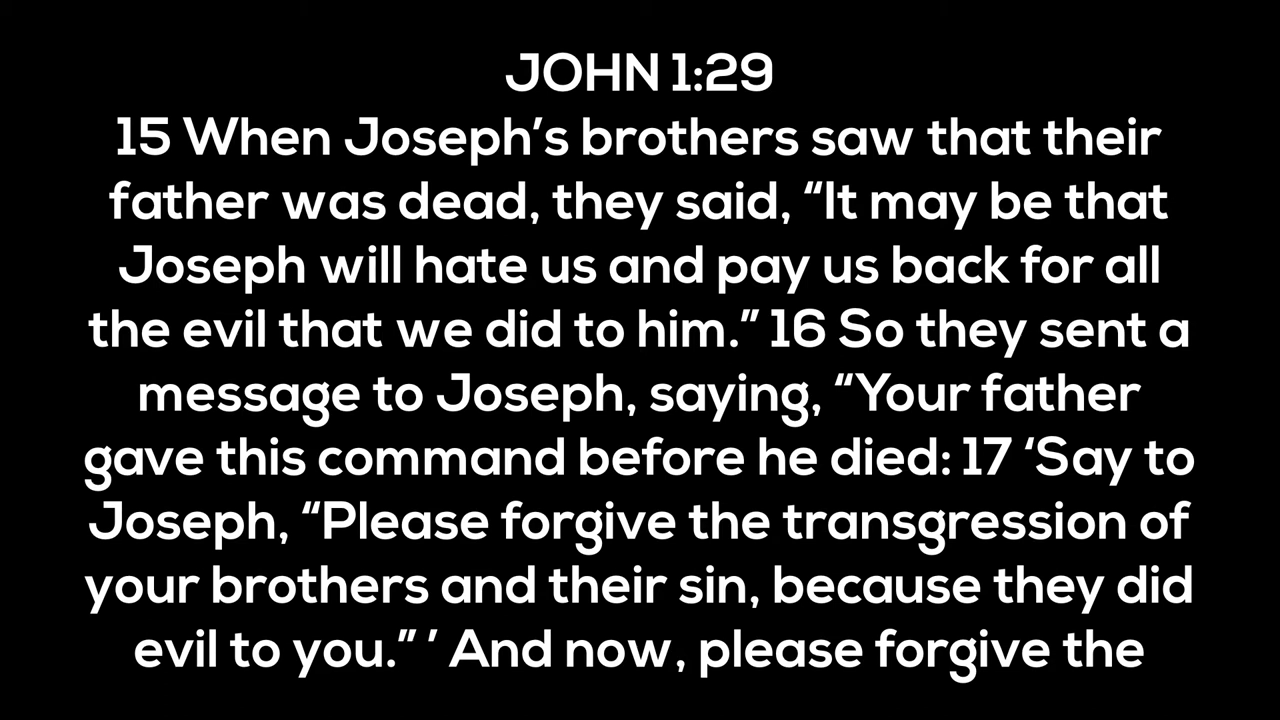 JOHN 1:29
15 When Joseph’s brothers saw that their
father was dead, they said, “It may be that
Joseph will hate us and pay us back for all
the evil that we did to him.” 16 So they sent a
message to Joseph, saying, “Your father
gave this command before he died: 17 ‘Say to
Joseph, “Please forgive the transgression of
your brothers and their sin, because they did
evil to you.” ’ And now, please forgive the